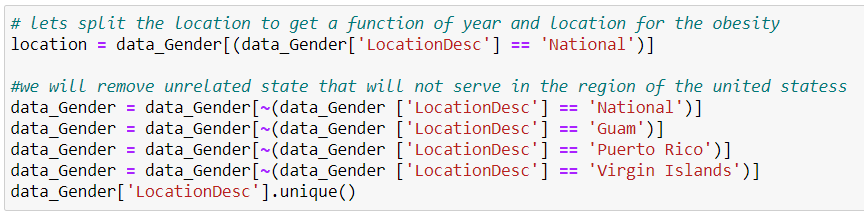 # lets split the location to get a function of year and location for the obesity
location = data_Gender[(data_Gender['LocationDesc'] == 'National')]
#we will remove unrelated state that will not serve in the region of the united statess
data_Gender = data_Gender[~(data_Gender ['LocationDesc'] == 'National')]
data_Gender = data_Gender[~(data_Gender ['LocationDesc'] == 'Guam')]
data_Gender = data_Gender[~(data_Gender ['LocationDesc'] == 'Puerto Rico')]
data_Gender = data_Gender[~(data_Gender ['LocationDesc'] == 'Virgin Islands')]
data_Gender['LocationDesc'].unique()